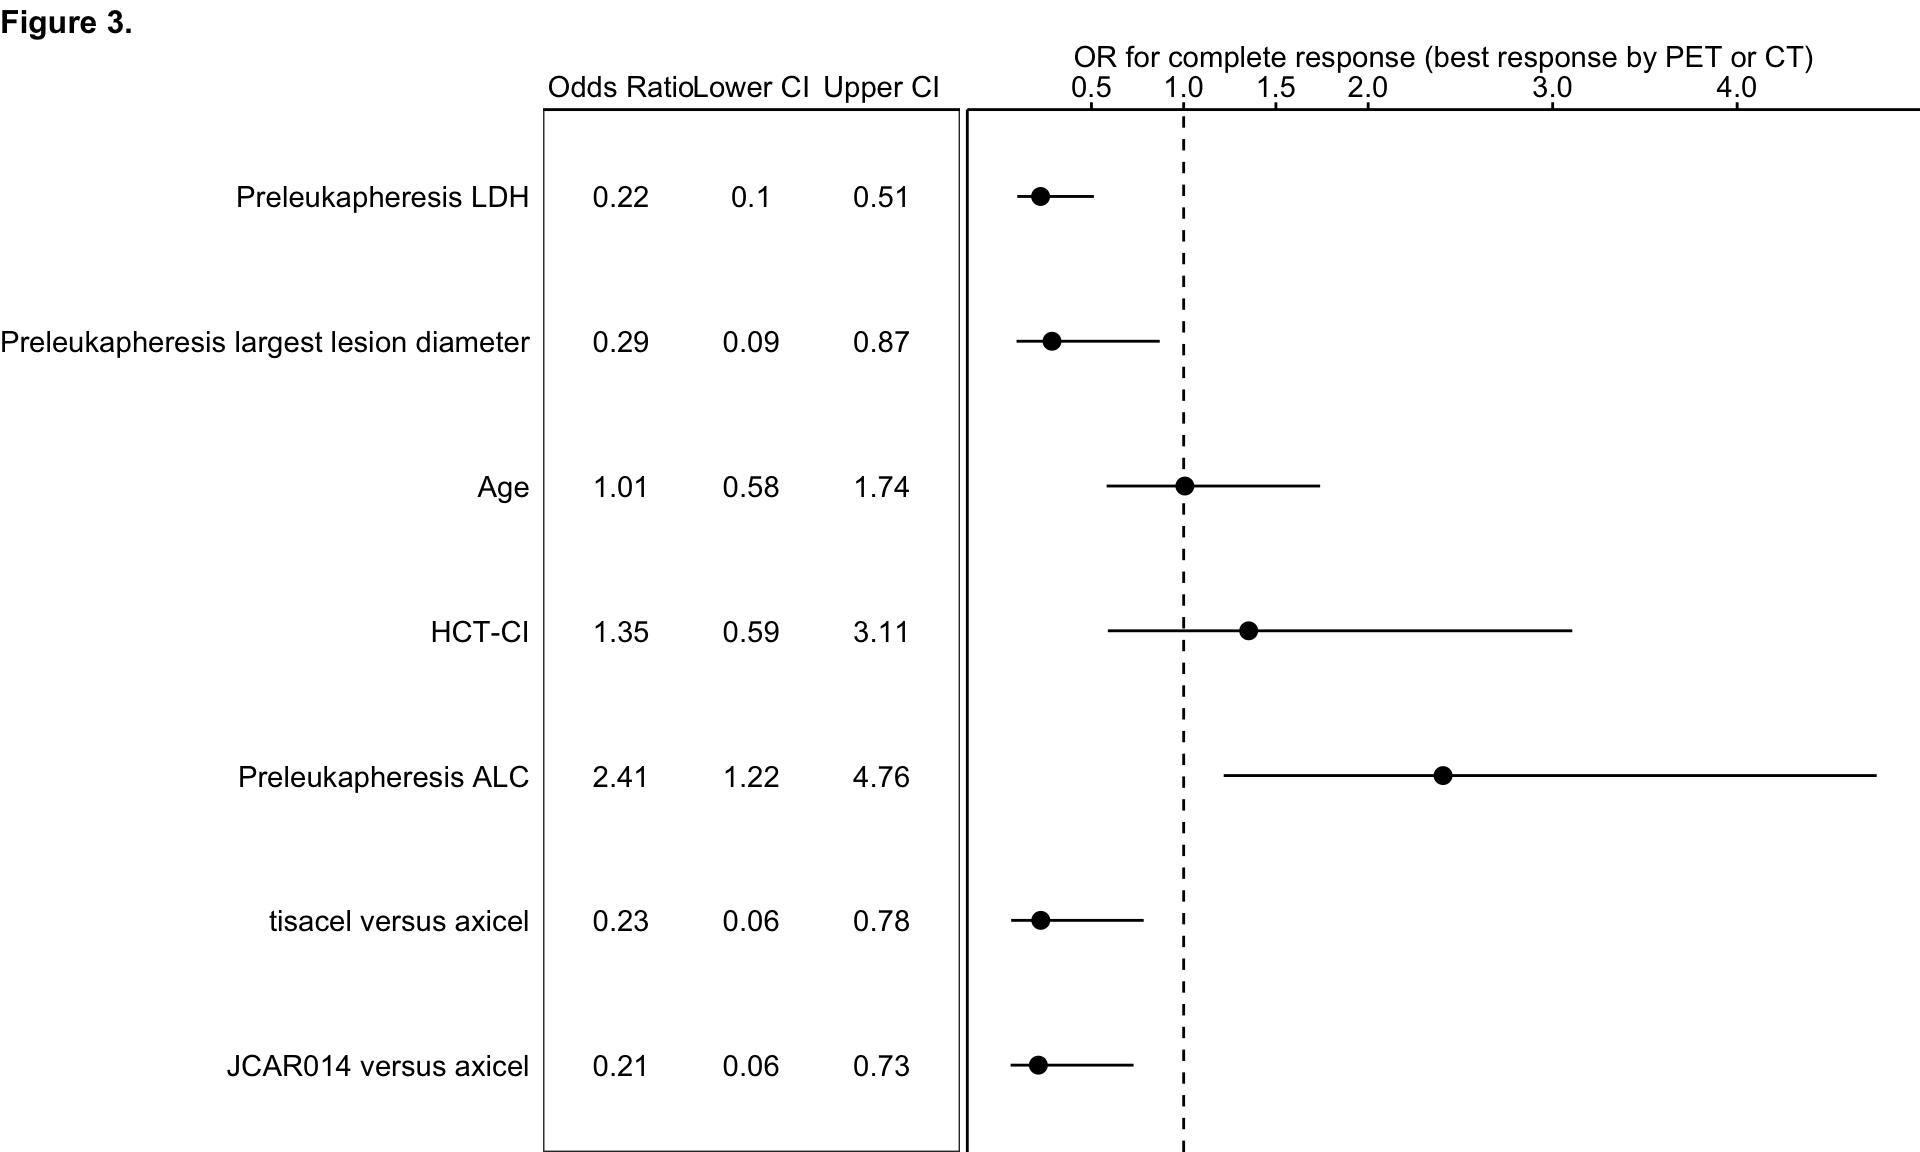 Figure 3.
OR for complete response (best response by PET or CT)
Odds Ratio Lower CI Upper CI 0.5 1.0 1.5 2.0 3.0 4.0
Preleukapheresis LDH 0.22 0.1 0.51
Preleukapheresis largest lesion diameter 0.29 0.09 0.87
Age 1.01 0.58 1.74
HCT-CI 1.35 0.59 3.11
Preleukapheresis ALC 2.41 1.22 4.76
tisacel versus axicel 0.23 0.06 0.78
JCAR014 versus axicel 0.21 0.06 0.73